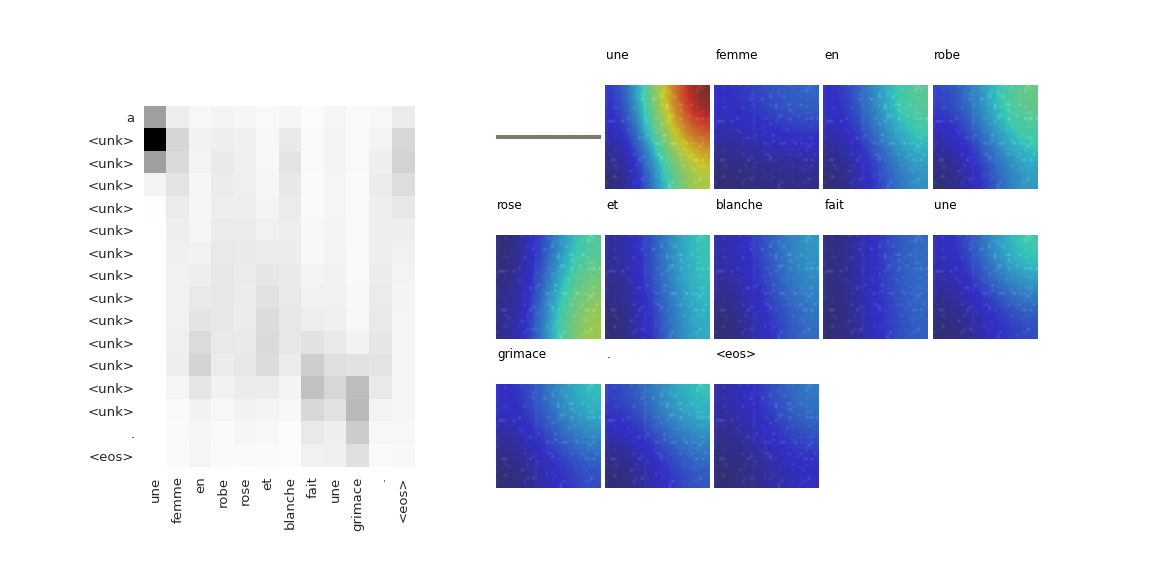 a
<unk>
<unk>
<unk>
<unk>
<unk>
<unk>
<unk>
<unk>
<unk>
<unk>
<unk>
<unk>
<unk>
.
<eos>
une femme en robe rose et blanche fait une grimace . <eos>
une femme en robe
rose et blanche fait une
grimace . <eos>